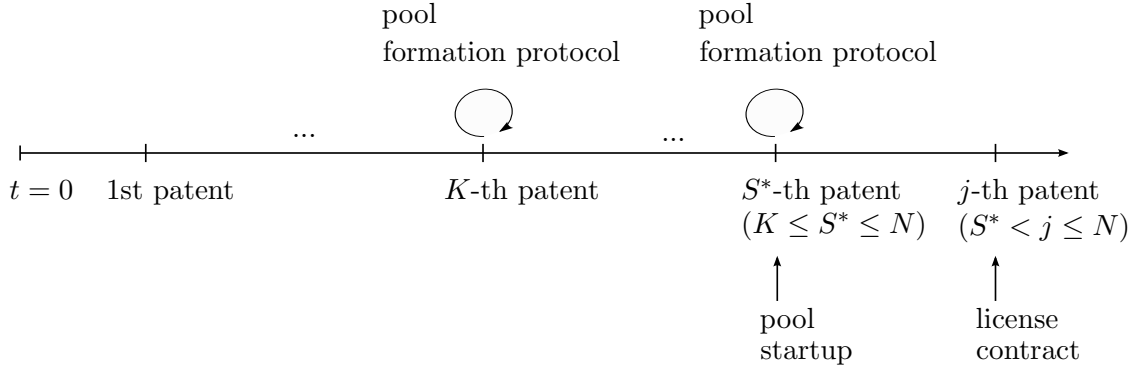 pool
formation protocol
pool
formation protocol
...
...
t = 0
1st patent
K-th patent
S*-th patent
(K ≤ S* ≤ N)
j-th patent
(S* < j ≤ N)
pool
startup
license
contract